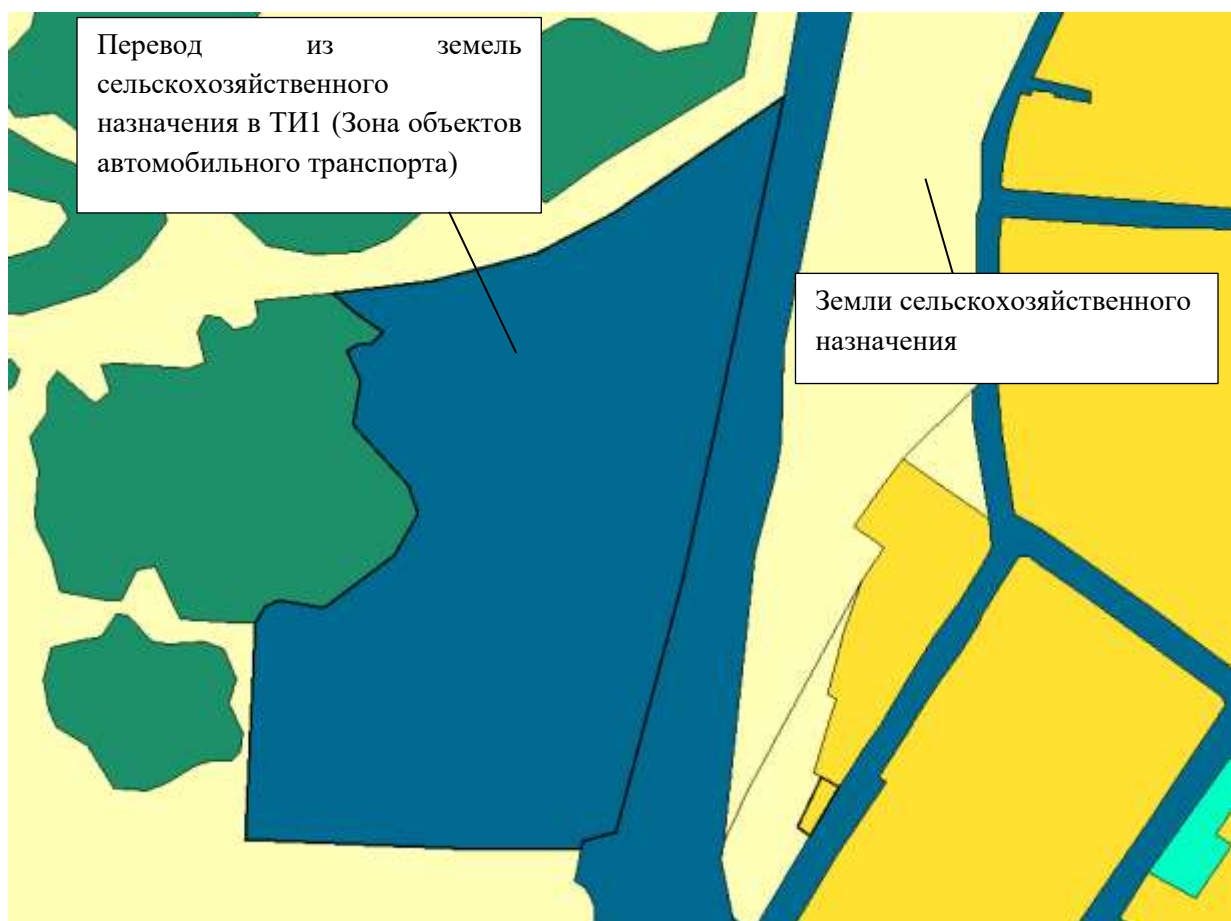 Перевод из земель
сельскохозяйственного
назначения в ТИ1 (Зона объектов
автомобильного транспорта)
Земли сельскохозяйственного
назначения